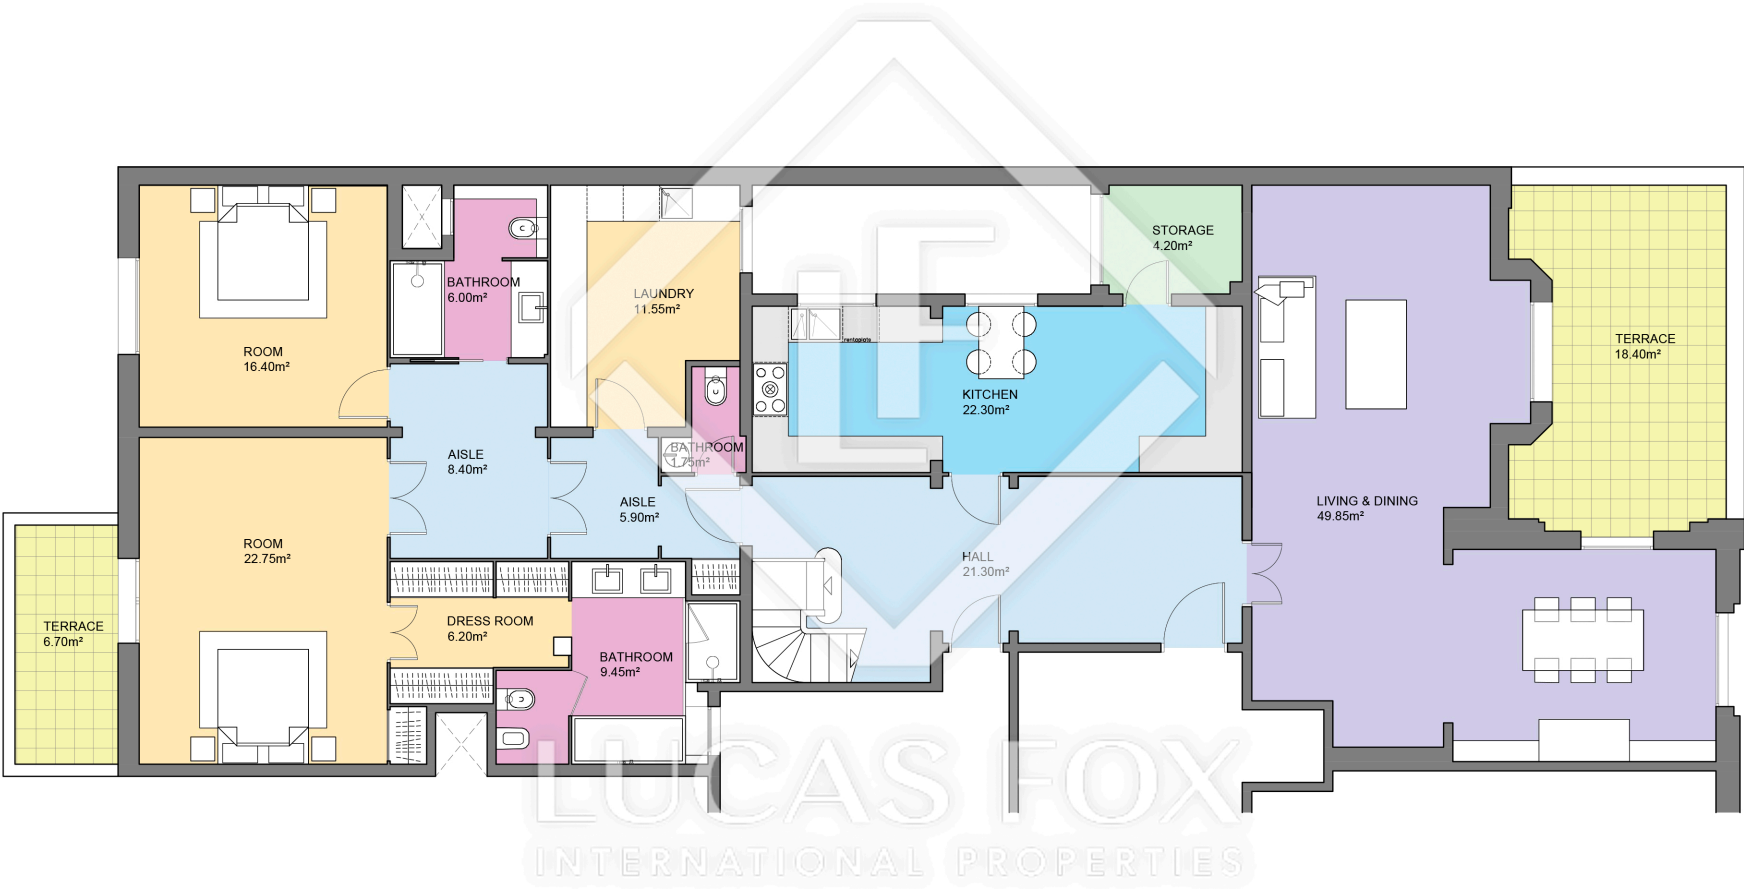 STORAGE
4.20m²
BATHROOM
6.00m²
LAUNDRY
11.55m²
ROOM
16.40m²
TERRACE
18.40m²
rentaplats
KITCHEN
22.30m²
BATHROOM
1.75m²
AISLE
8.40m²
AISLE
5.90m²
LIVING & DINING
49.85m²
ROOM
22.75m²
HALL
21.30m²
TERRACE
6.70m²
DRESS ROOM
6.20m²
BATHROOM
9.45m²
LF
LUCAS FOX
INTERNATIONAL PROPERTIES